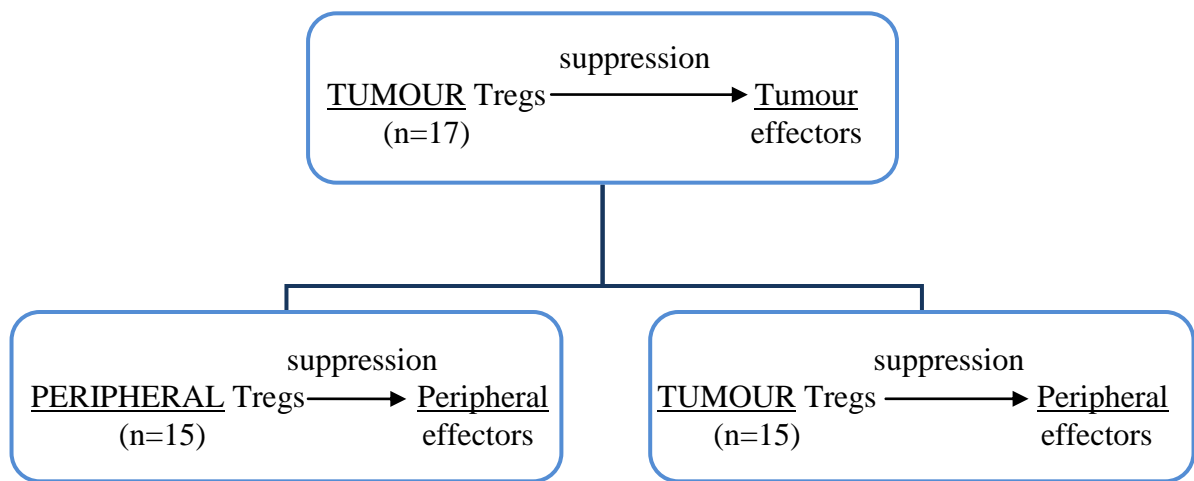 suppression
TUMOUR Tregs Tumour
(n=17) effectors
suppression
PERIPHERAL Tregs Peripheral
(n=15) effectors
suppression
TUMOUR Tregs Peripheral
(n=15) effectors